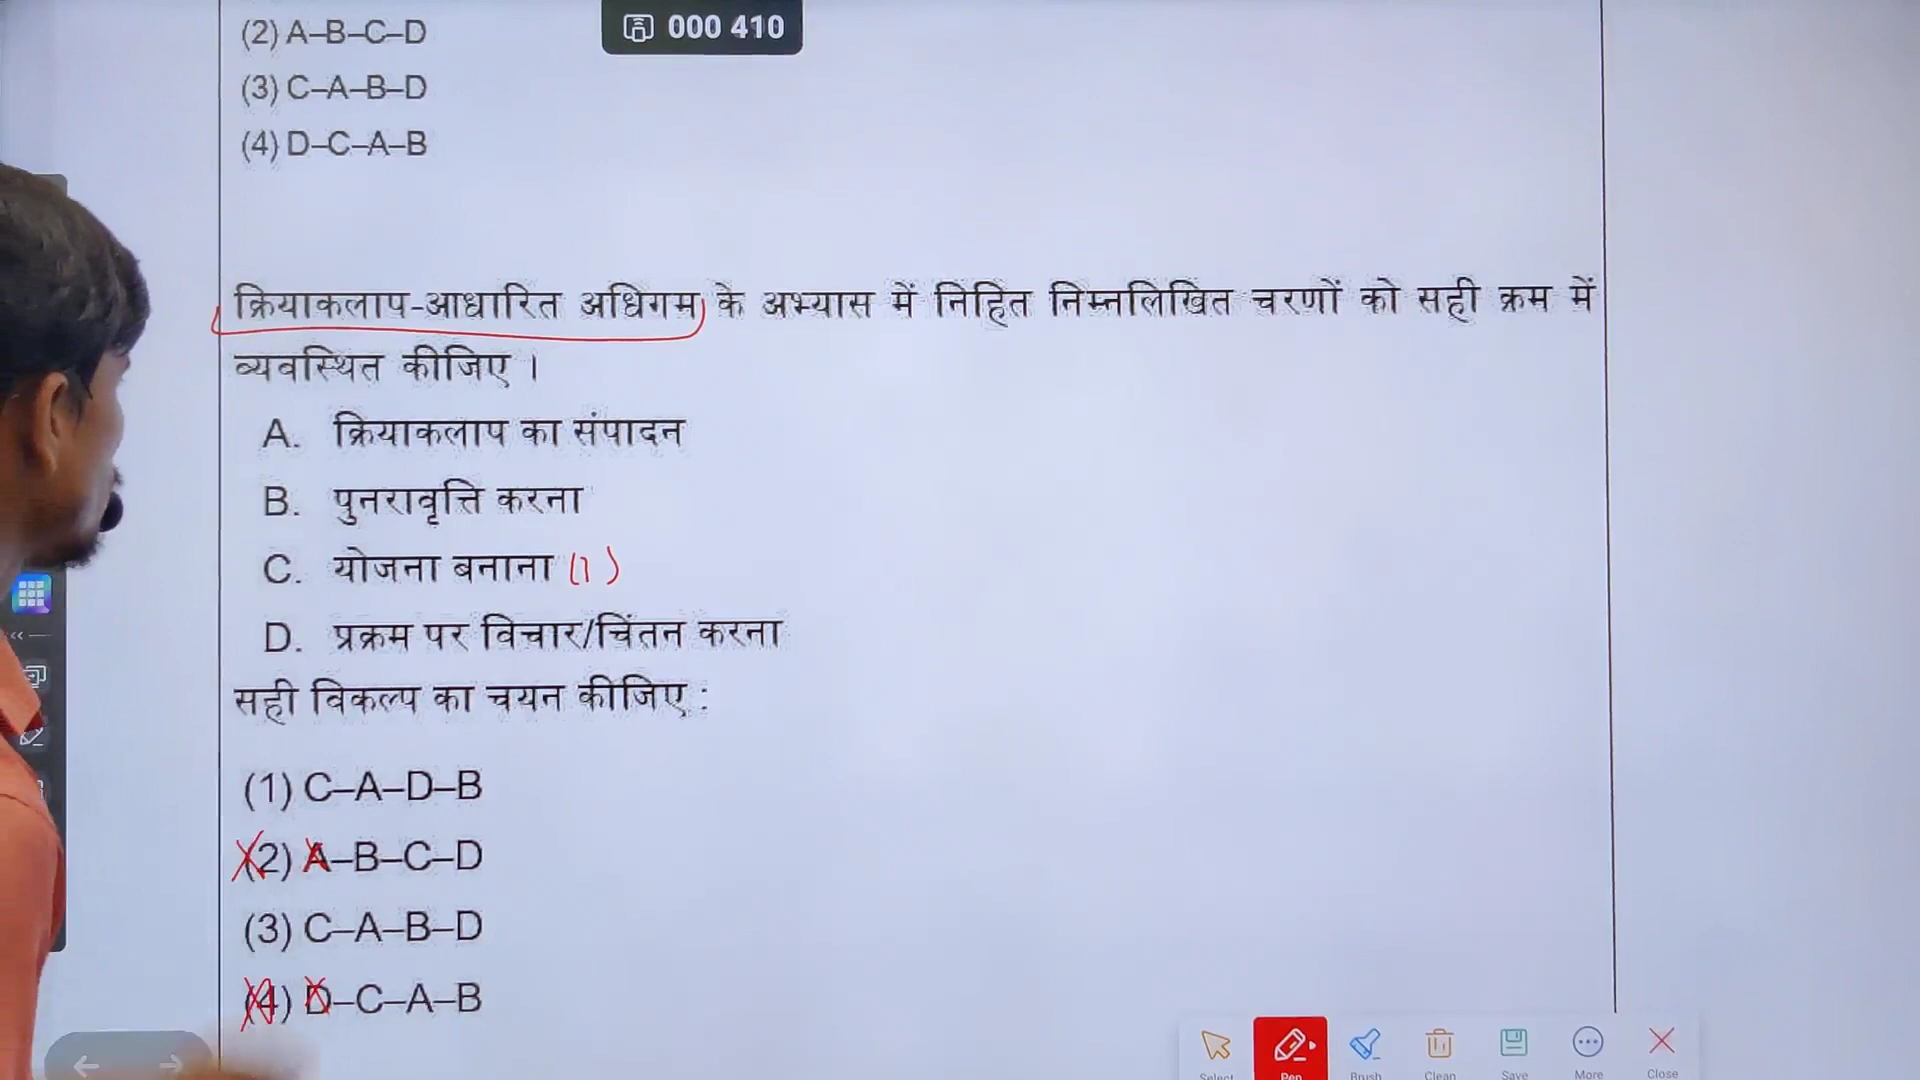 000 410
(2) A–B–C–D
(3) C–A–B–D
(4) D–C–A–B
क्रियाकलाप-आधारित अधिगम के अभ्यास में निहित निम्नलिखित चरणों को सही क्रम में
व्यवस्थित कीजिए ।
A. क्रियाकलाप का संपादन
B. पुनरावृत्ति करना
C. योजना बनाना (1)
D. प्रक्रम पर विचार/चिंतन करना
सही विकल्प का चयन कीजिए :
(1) C–A–D–B
(2) A–B–C–D
(3) C–A–B–D
(4) D–C–A–B
Select Pen Brush Clean Save More Close